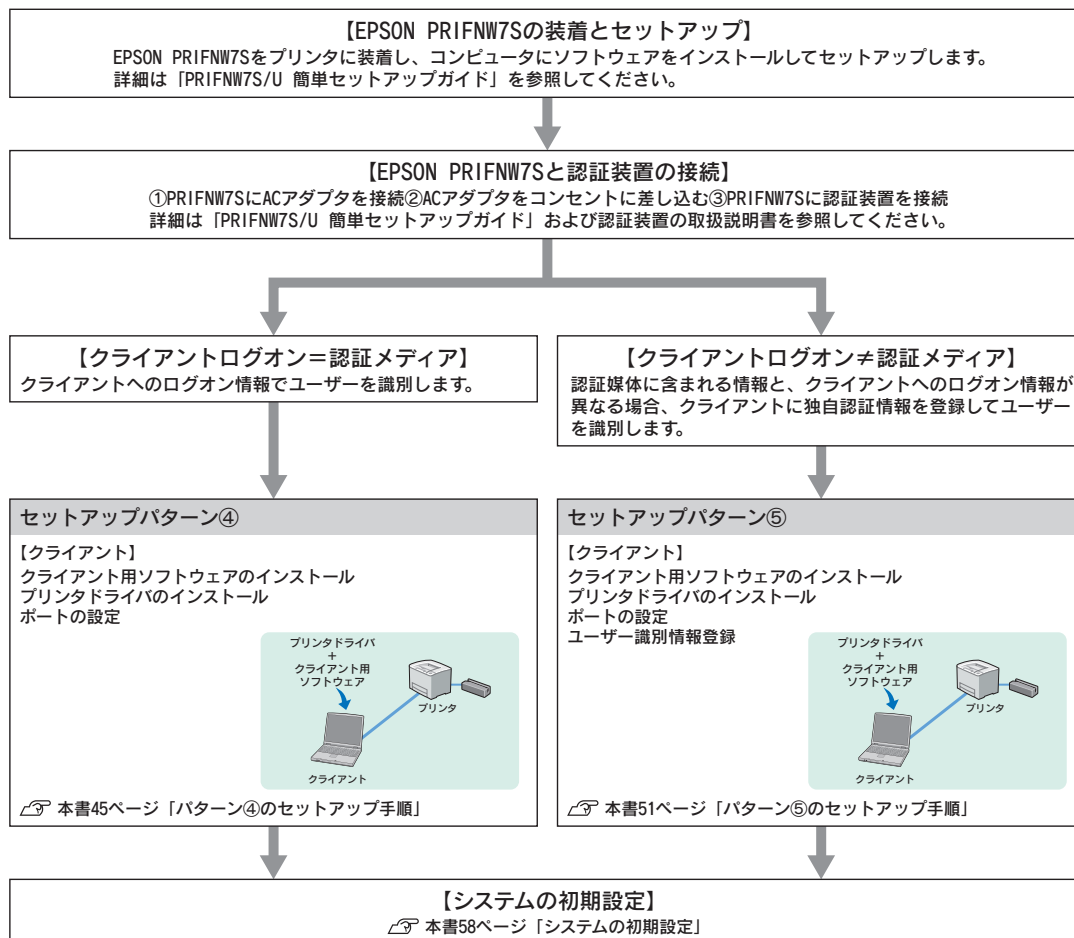 【EPSON PRIFNW7Sの装着とセットアップ】
EPSON PRIFNW7Sをプリンタに装着し、コンピュータにソフトウェアをインストールしてセットアップします。
詳細は「PRIFNW7S/U 簡単セットアップガイド」を参照してください。
【EPSON PRIFNW7Sと認証装置の接続】
①PRIFNW7SにACアダプタを接続②ACアダプタをコンセントに差し込む③PRIFNW7Sに認証装置を接続
詳細は「PRIFNW7S/U 簡単セットアップガイド」および認証装置の取扱説明書を参照してください。
【クライアントログオン＝認証メディア】
クライアントへのログオン情報でユーザーを識別します。
【クライアントログオン≠認証メディア】
認証媒体に含まれる情報と、クライアントへのログオン情報が
異なる場合、クライアントに独自認証情報を登録してユーザー
を識別します。
セットアップパターン④
【クライアント】
クライアント用ソフトウェアのインストール
プリンタドライバのインストール
ポートの設定
プリンタドライバ
+
クライアント用
ソフトウェア
プリンタ
クライアント
本書45ページ「パターン④のセットアップ手順」
セットアップパターン⑤
【クライアント】
クライアント用ソフトウェアのインストール
プリンタドライバのインストール
ポートの設定
ユーザー識別情報登録
プリンタドライバ
+
クライアント用
ソフトウェア
プリンタ
クライアント
本書51ページ「パターン⑤のセットアップ手順」
【システムの初期設定】
本書58ページ「システムの初期設定」